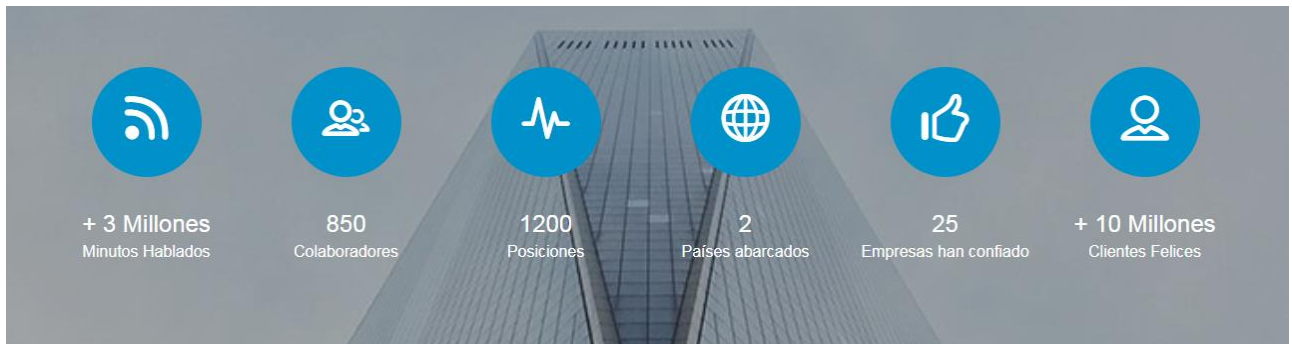 + 3 Millones
Minutos Hablados
850
Colaboradores
1200
Posiciones
2
Países abarcados
25
Empresas han confiado
+ 10 Millones
Clientes Felices